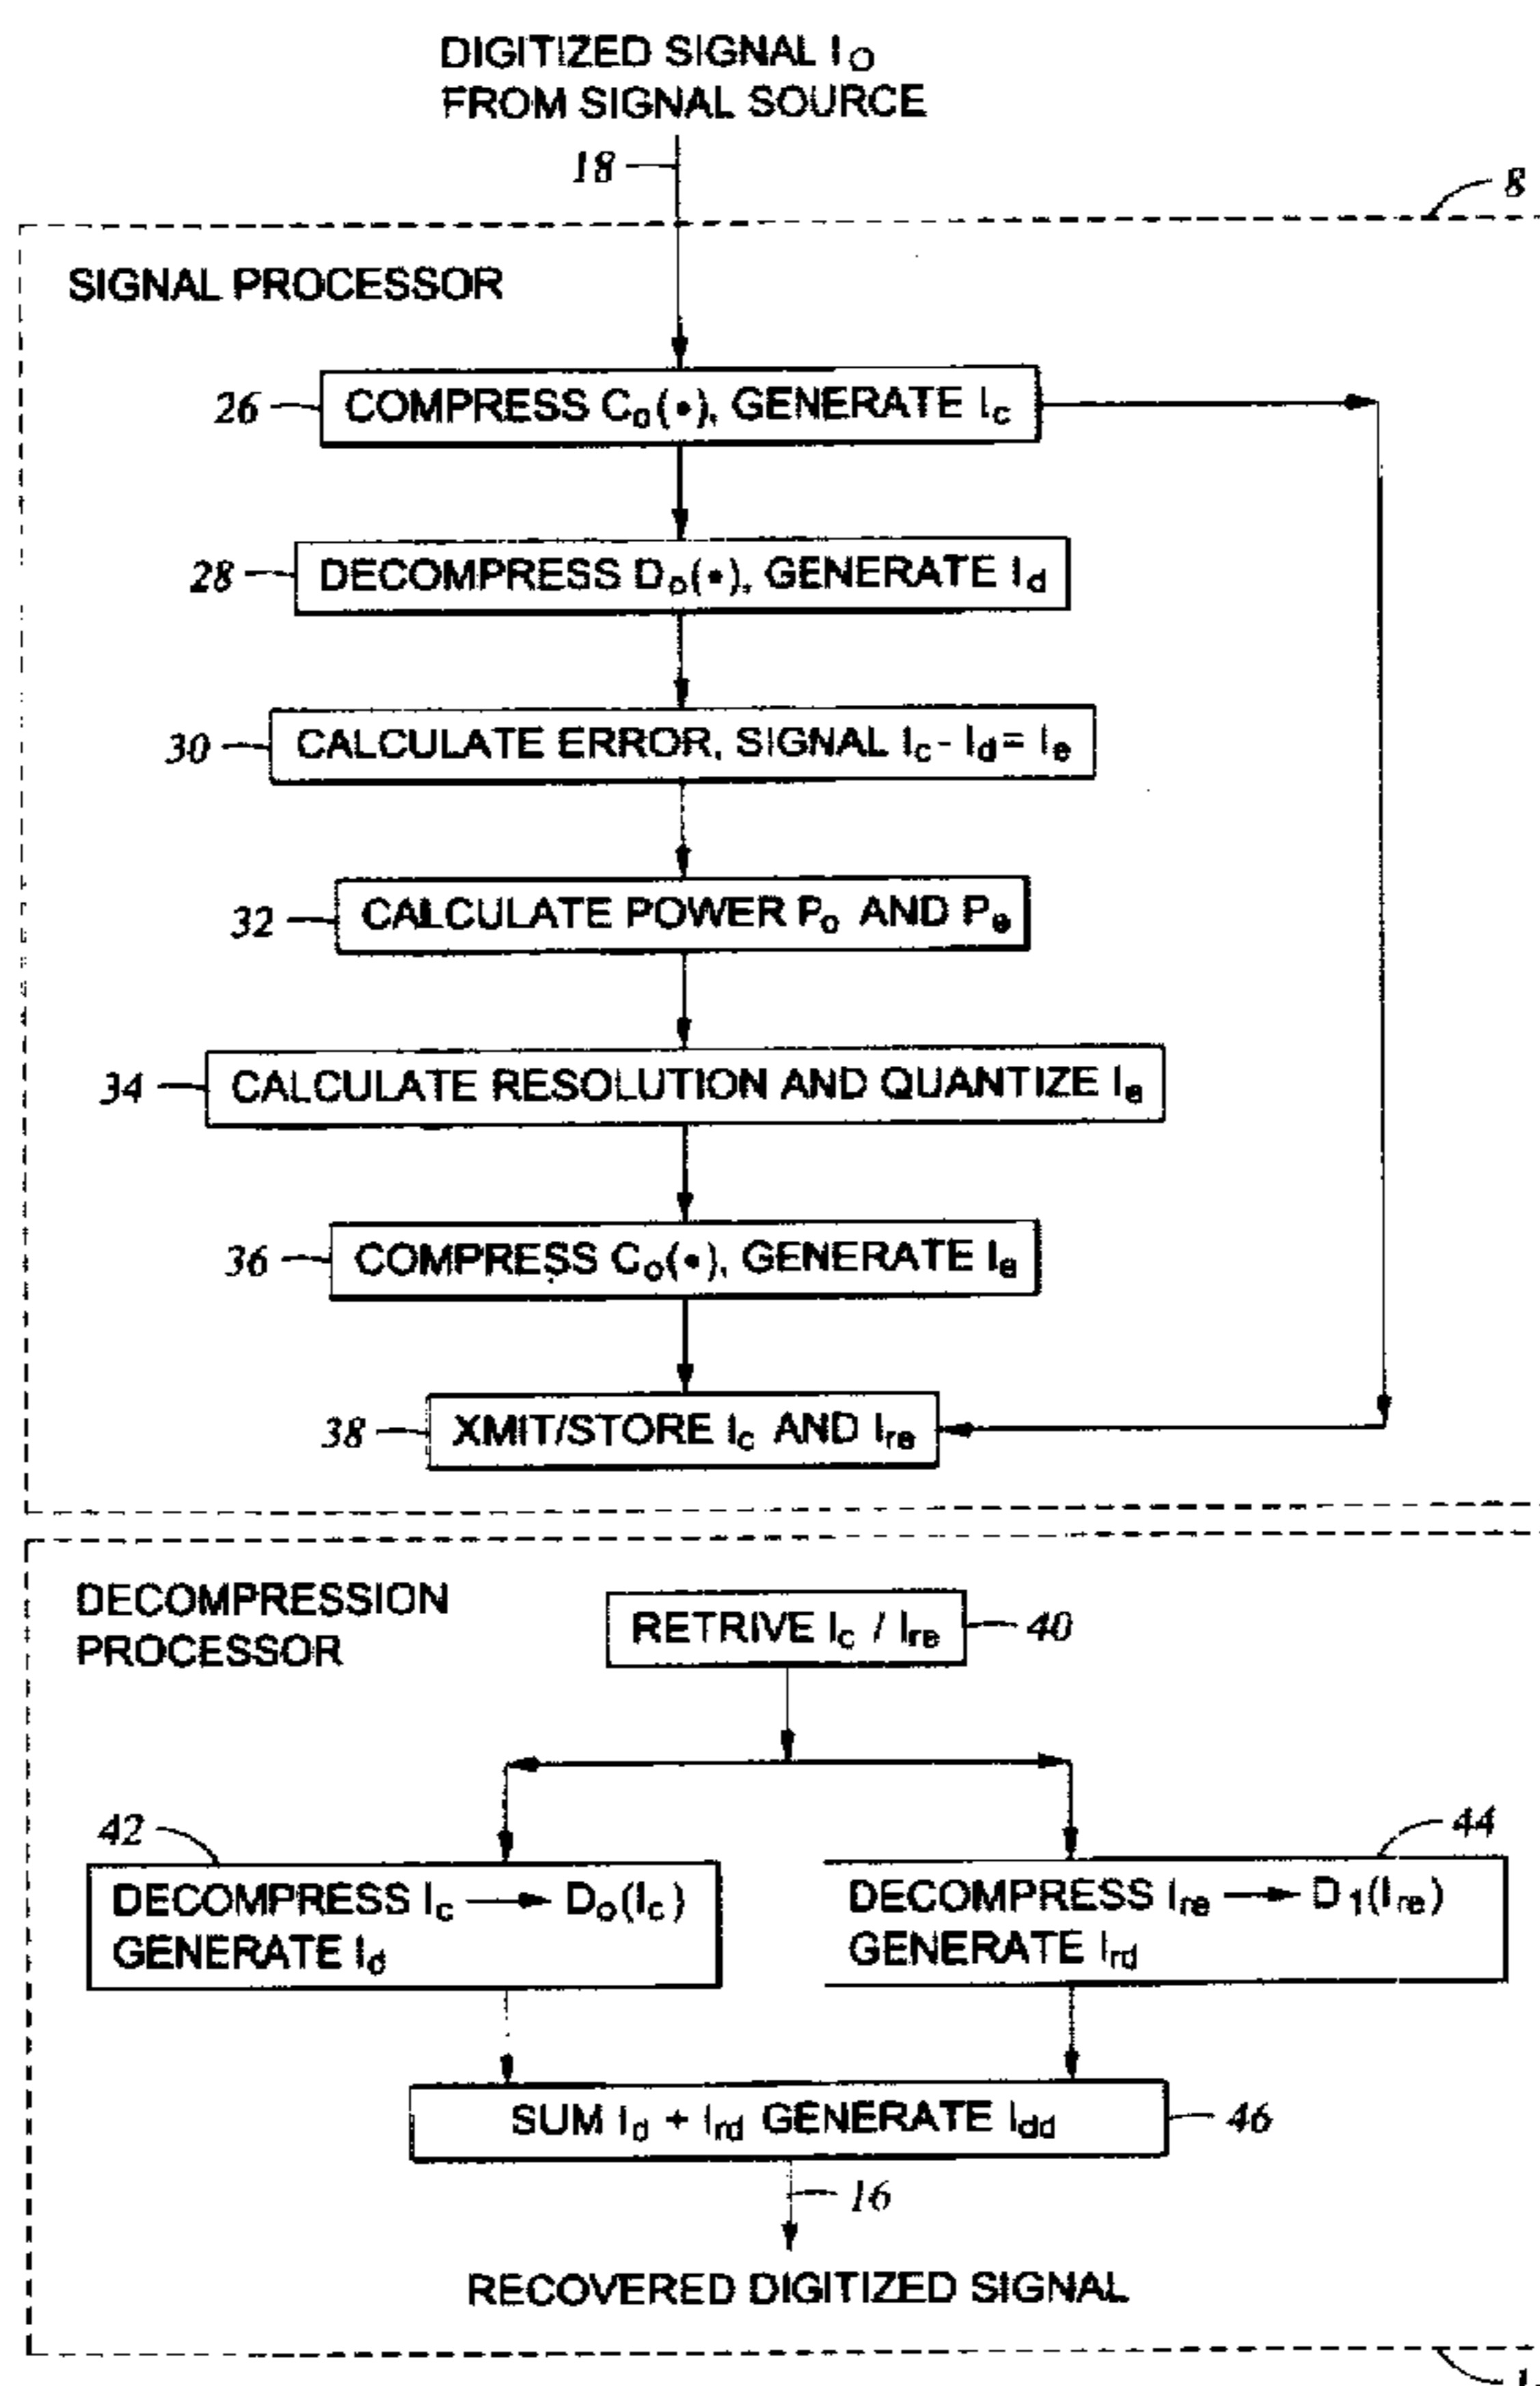 DIGITIZED SIGNAL Io
FROM SIGNAL SOURCE
18
8
SIGNAL PROCESSOR
26 COMPRESS Co(•), GENERATE Ic
28 DECOMPRESS Do(•), GENERATE Id
30 CALCULATE ERROR, SIGNAL Ic - Id = Ie
32 CALCULATE POWER Po AND Pe
34 CALCULATE RESOLUTION AND QUANTIZE Ie
36 COMPRESS Co(•), GENERATE Ie
38 XMIT/STORE Ic AND Ire
DECOMPRESSION
PROCESSOR
RETRIVE Ic / Ire 40
42
44
DECOMPRESS Ic → Do(Ic)
GENERATE Id
DECOMPRESS Ire → D1(Ire)
GENERATE Ird
SUM Id + Ird GENERATE Idd 46
16
RECOVERED DIGITIZED SIGNAL